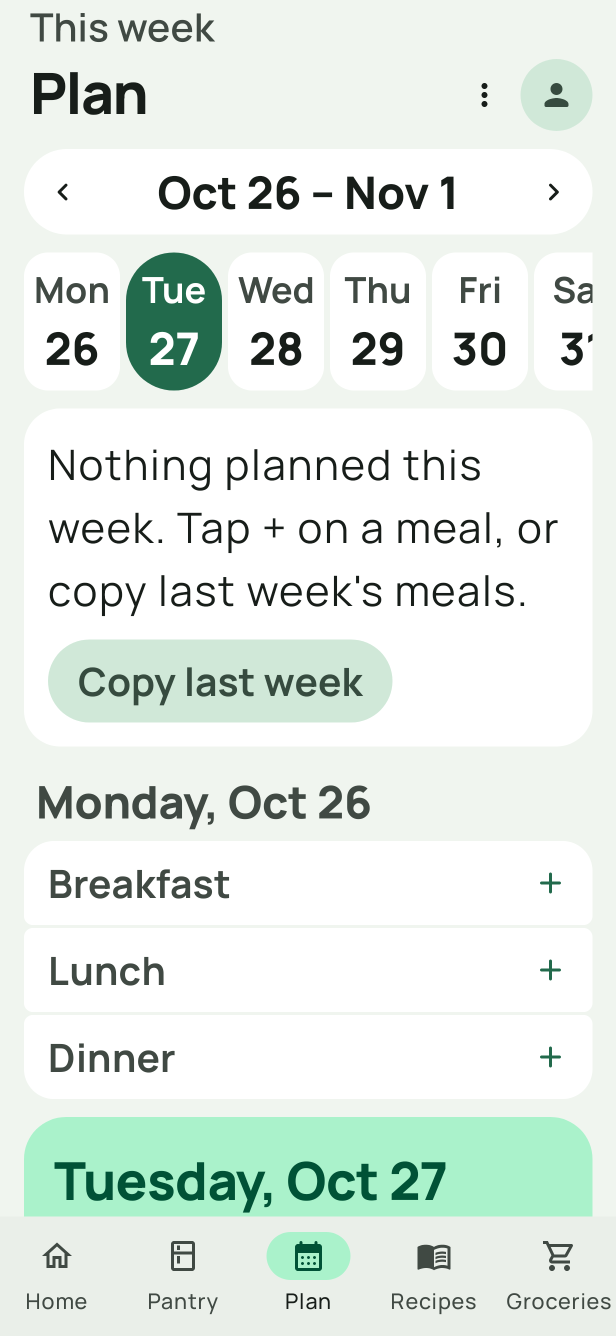 This week
Plan
Oct 26 – Nov 1
Mon Tue Wed Thu Fri Sa
26 27 28 29 30 31
Nothing planned this
week. Tap + on a meal, or
copy last week's meals.
Copy last week
Monday, Oct 26
Breakfast +
Lunch +
Dinner +
Tuesday, Oct 27
Home Pantry Plan Recipes Groceries